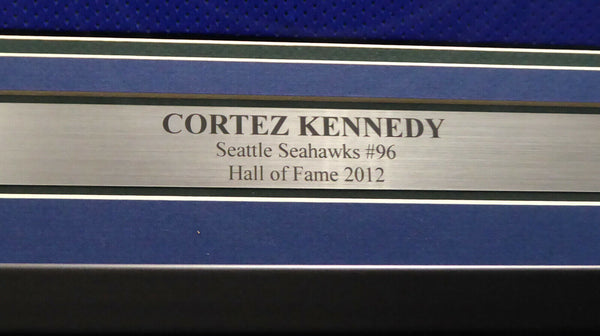 CORTEZ KENNEDY
Seattle Seahawks #96
Hall of Fame 2012